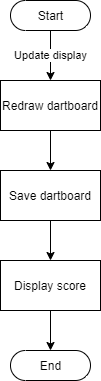 Start
Update display
Redraw dartboard
Save dartboard
Display score
End